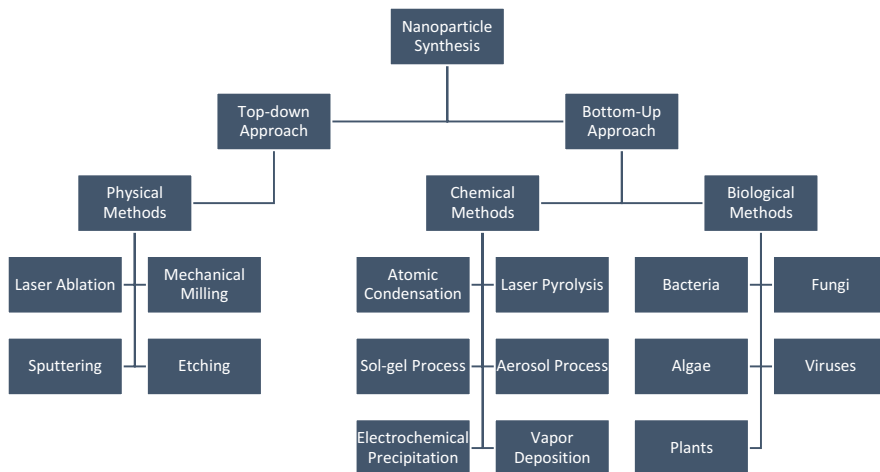 Nanoparticle
Synthesis
Top-down
Approach
Bottom-Up
Approach
Physical
Methods
Chemical
Methods
Biological
Methods
Laser Ablation
Mechanical
Milling
Atomic
Condensation
Laser Pyrolysis
Bacteria
Fungi
Sputtering
Etching
Sol-gel Process
Aerosol Process
Algae
Viruses
Electrochemical
Precipitation
Vapor
Deposition
Plants